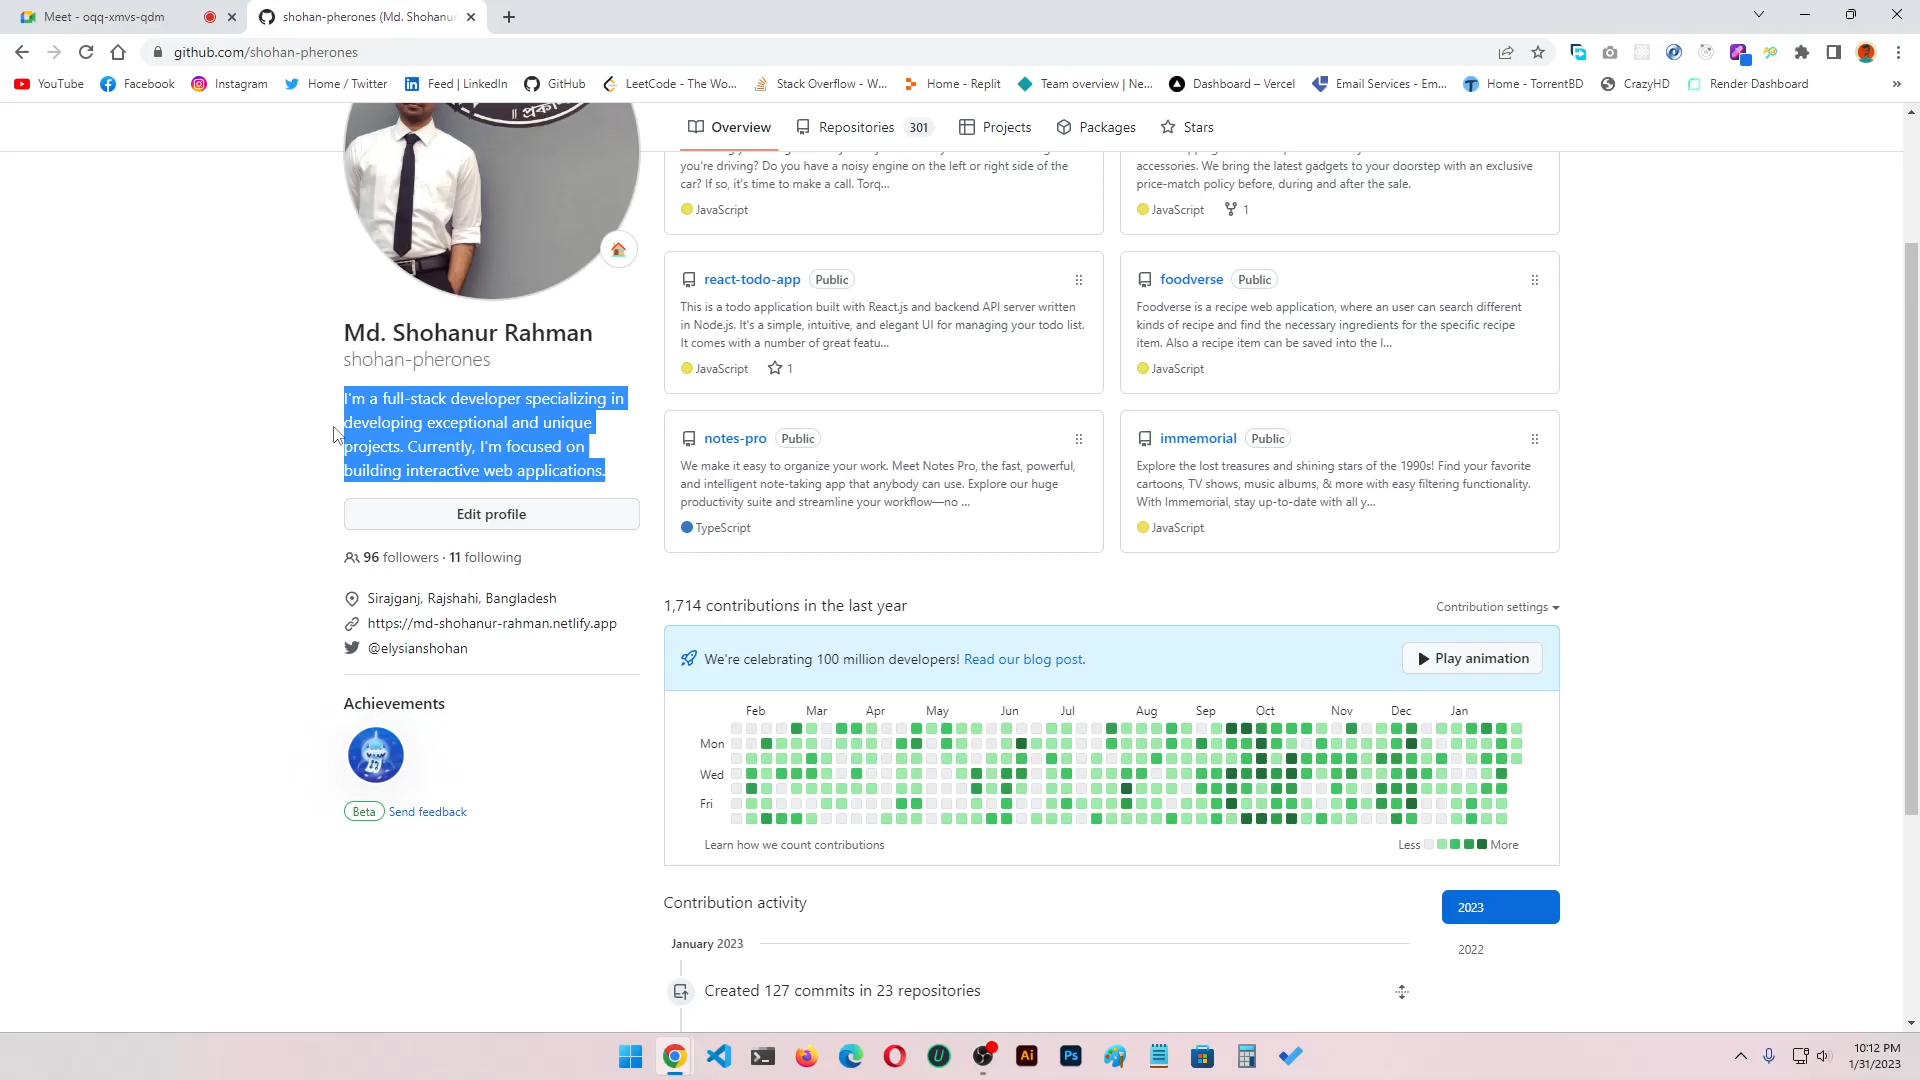 Meet - oqq-xmvs-qdm
shohan-pherones (Md. Shohanur
github.com/shohan-pherones
YouTube
Facebook
Instagram
Home / Twitter
Feed | LinkedIn
GitHub
LeetCode - The Wo...
Stack Overflow - W...
Home - Replit
Team overview | Ne...
Dashboard – Vercel
Email Services - Em...
Home - TorrentBD
CrazyHD
Render Dashboard
»
Overview
Repositories 301
Projects
Packages
Stars
you're driving? Do you have a noisy engine on the left or right side of the
car? If so, it's time to make a call. Torq...
JavaScript
accessories. We bring the latest gadgets to your doorstep with an exclusive
price-match policy before, during and after the sale.
JavaScript 1
Md. Shohanur Rahman
shohan-pherones
I'm a full-stack developer specializing in
developing exceptional and unique
projects. Currently, I'm focused on
building interactive web applications.
Edit profile
96 followers · 11 following
Sirajganj, Rajshahi, Bangladesh
https://md-shohanur-rahman.netlify.app
@elysianshohan
Achievements
Beta Send feedback
react-todo-app Public
This is a todo application built with React.js and backend API server written
in Node.js. It's a simple, intuitive, and elegant UI for managing your todo list.
It comes with a number of great featu...
JavaScript 1
foodverse Public
Foodverse is a recipe web application, where an user can search different
kinds of recipe and find the necessary ingredients for the specific recipe
item. Also a recipe item can be saved into the l...
JavaScript
notes-pro Public
We make it easy to organize your work. Meet Notes Pro, the fast, powerful,
and intelligent note-taking app that anybody can use. Explore our huge
productivity suite and streamline your workflow—no ...
TypeScript
immemorial Public
Explore the lost treasures and shining stars of the 1990s! Find your favorite
cartoons, TV shows, music albums, & more with easy filtering functionality.
With Immemorial, stay up-to-date with all y...
JavaScript
1,714 contributions in the last year
Contribution settings
We're celebrating 100 million developers! Read our blog post.
Play animation
Feb Mar Apr May Jun Jul Aug Sep Oct Nov Dec Jan
Mon
Wed
Fri
Learn how we count contributions
Less More
Contribution activity
2023
2022
January 2023
Created 127 commits in 23 repositories
Ai
Ps
10:12 PM
1/31/2023